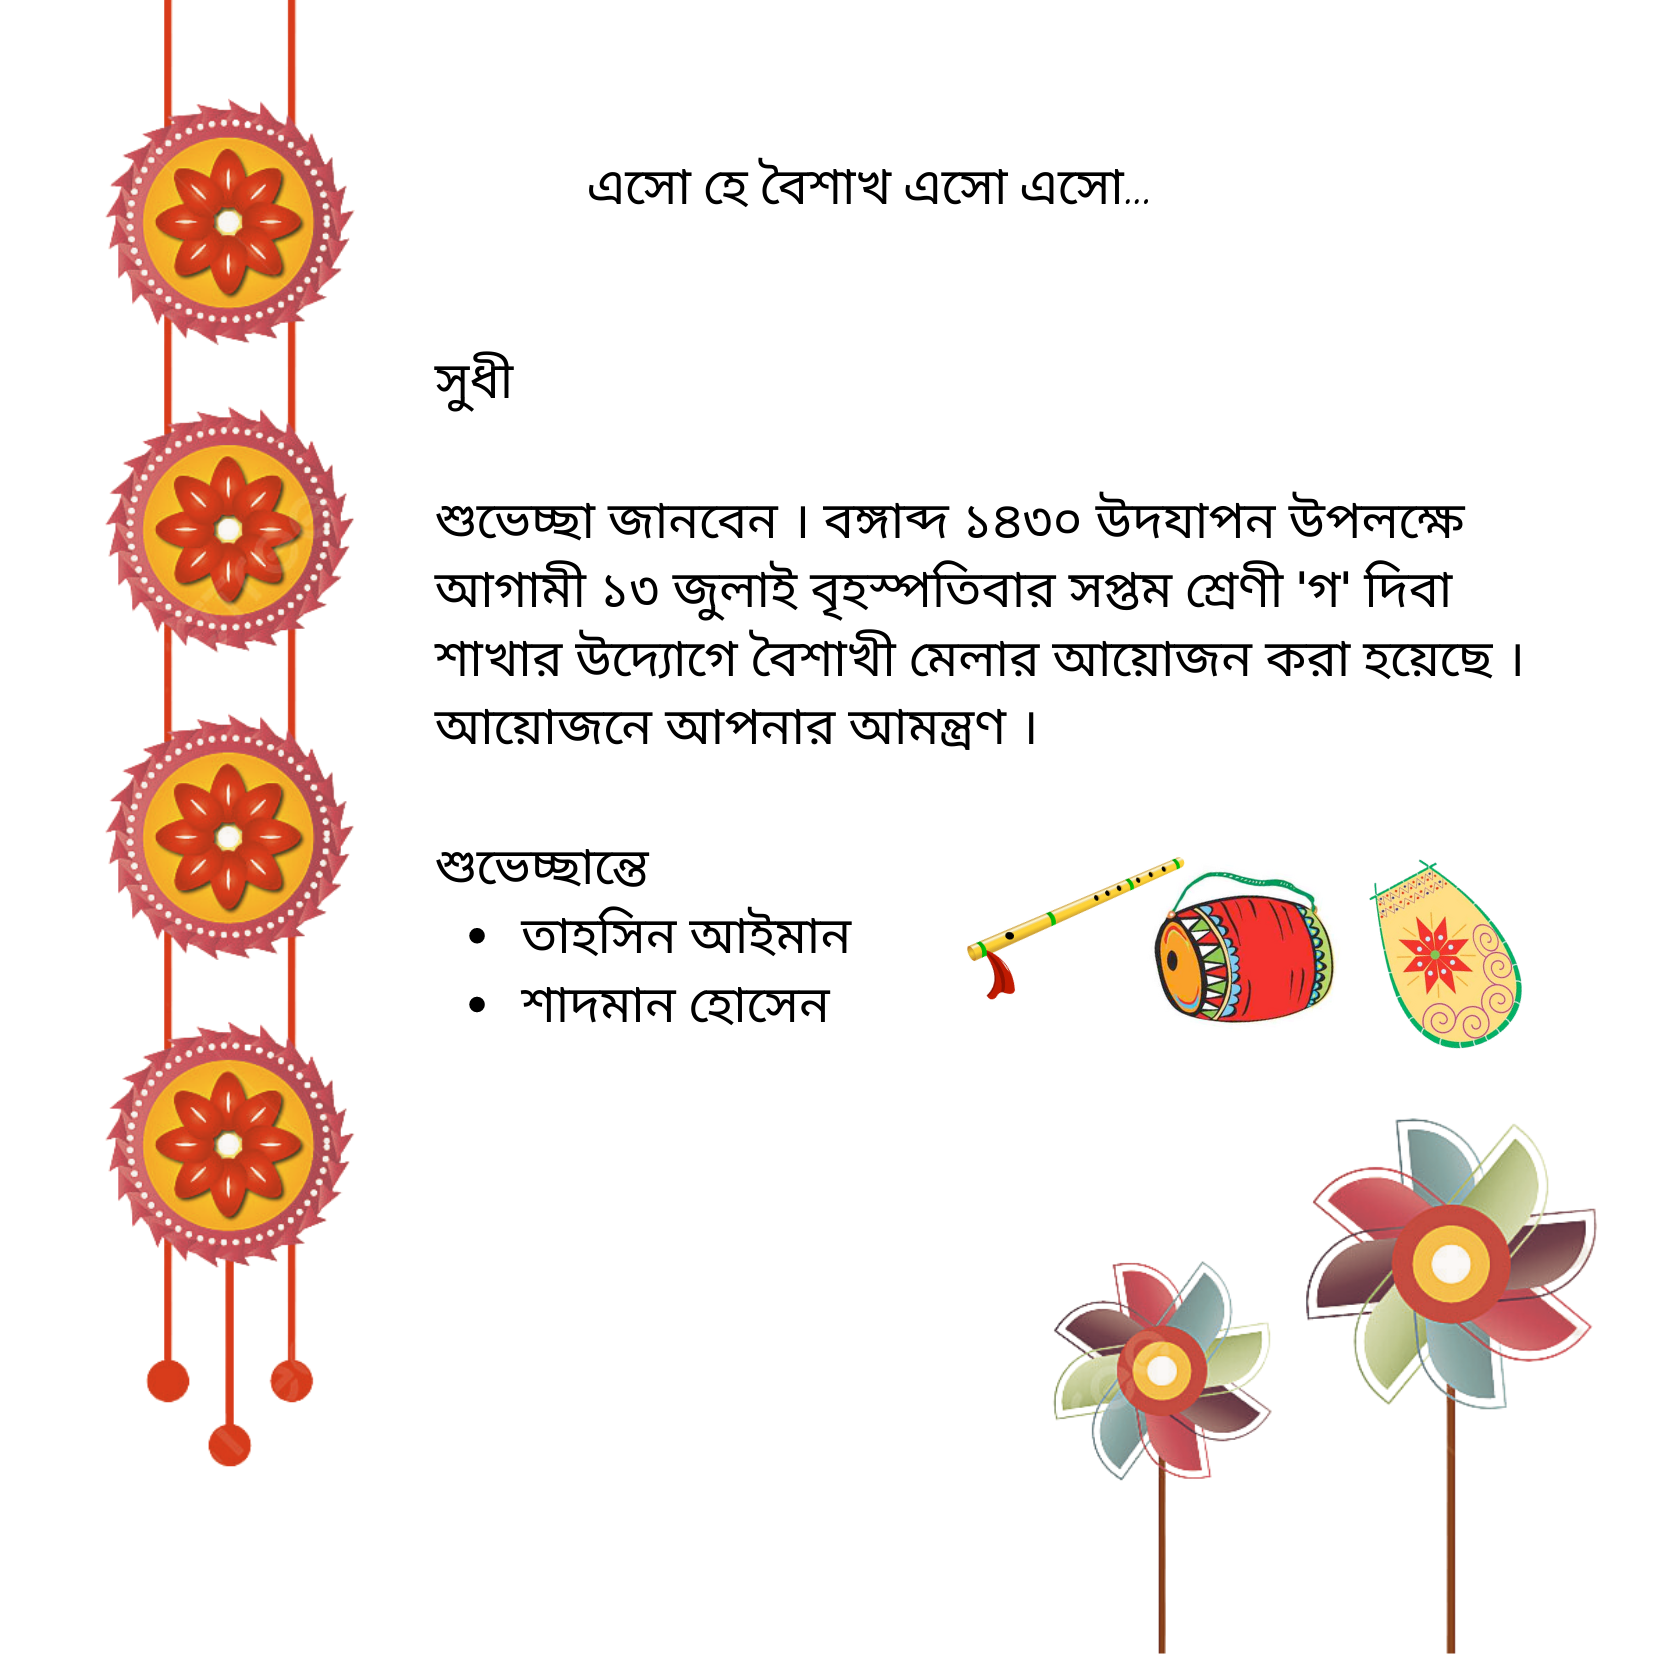 এসো হে বৈশাখ এসো এসো...
সুধী
শুভেচ্ছা জানবেন । বঙ্গাব্দ ১৪৩০ উদযাপন উপলক্ষে
আগামী ১৩ জুলাই বৃহস্পতিবার সপ্তম শ্রেণী 'গ' দিবা
শাখার উদ্যোগে বৈশাখী মেলার আয়োজন করা হয়েছে ।
আয়োজনে আপনার আমন্ত্রণ ।
শুভেচ্ছান্তে
• তাহসিন আইমান
• শাদমান হোসেন